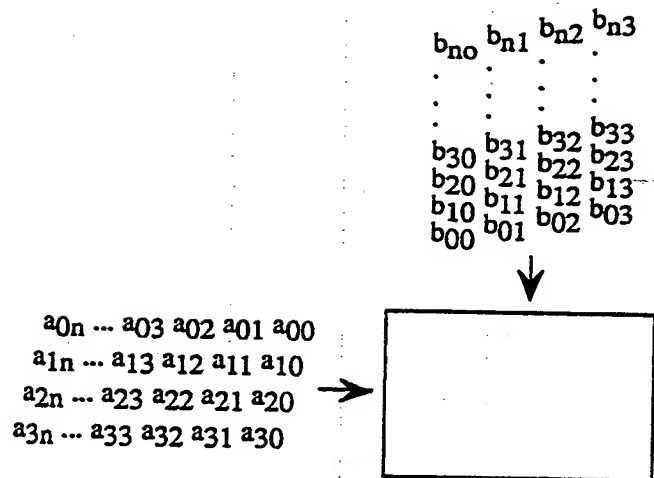 bno bn1 bn2 bn3
. . . .
. . . .
. . . .
b30 b31 b32 b33
b20 b21 b22 b23
b10 b11 b12 b13
b00 b01 b02 b03
a0n ... a03 a02 a01 a00
a1n ... a13 a12 a11 a10
a2n ... a23 a22 a21 a20
a3n ... a33 a32 a31 a30